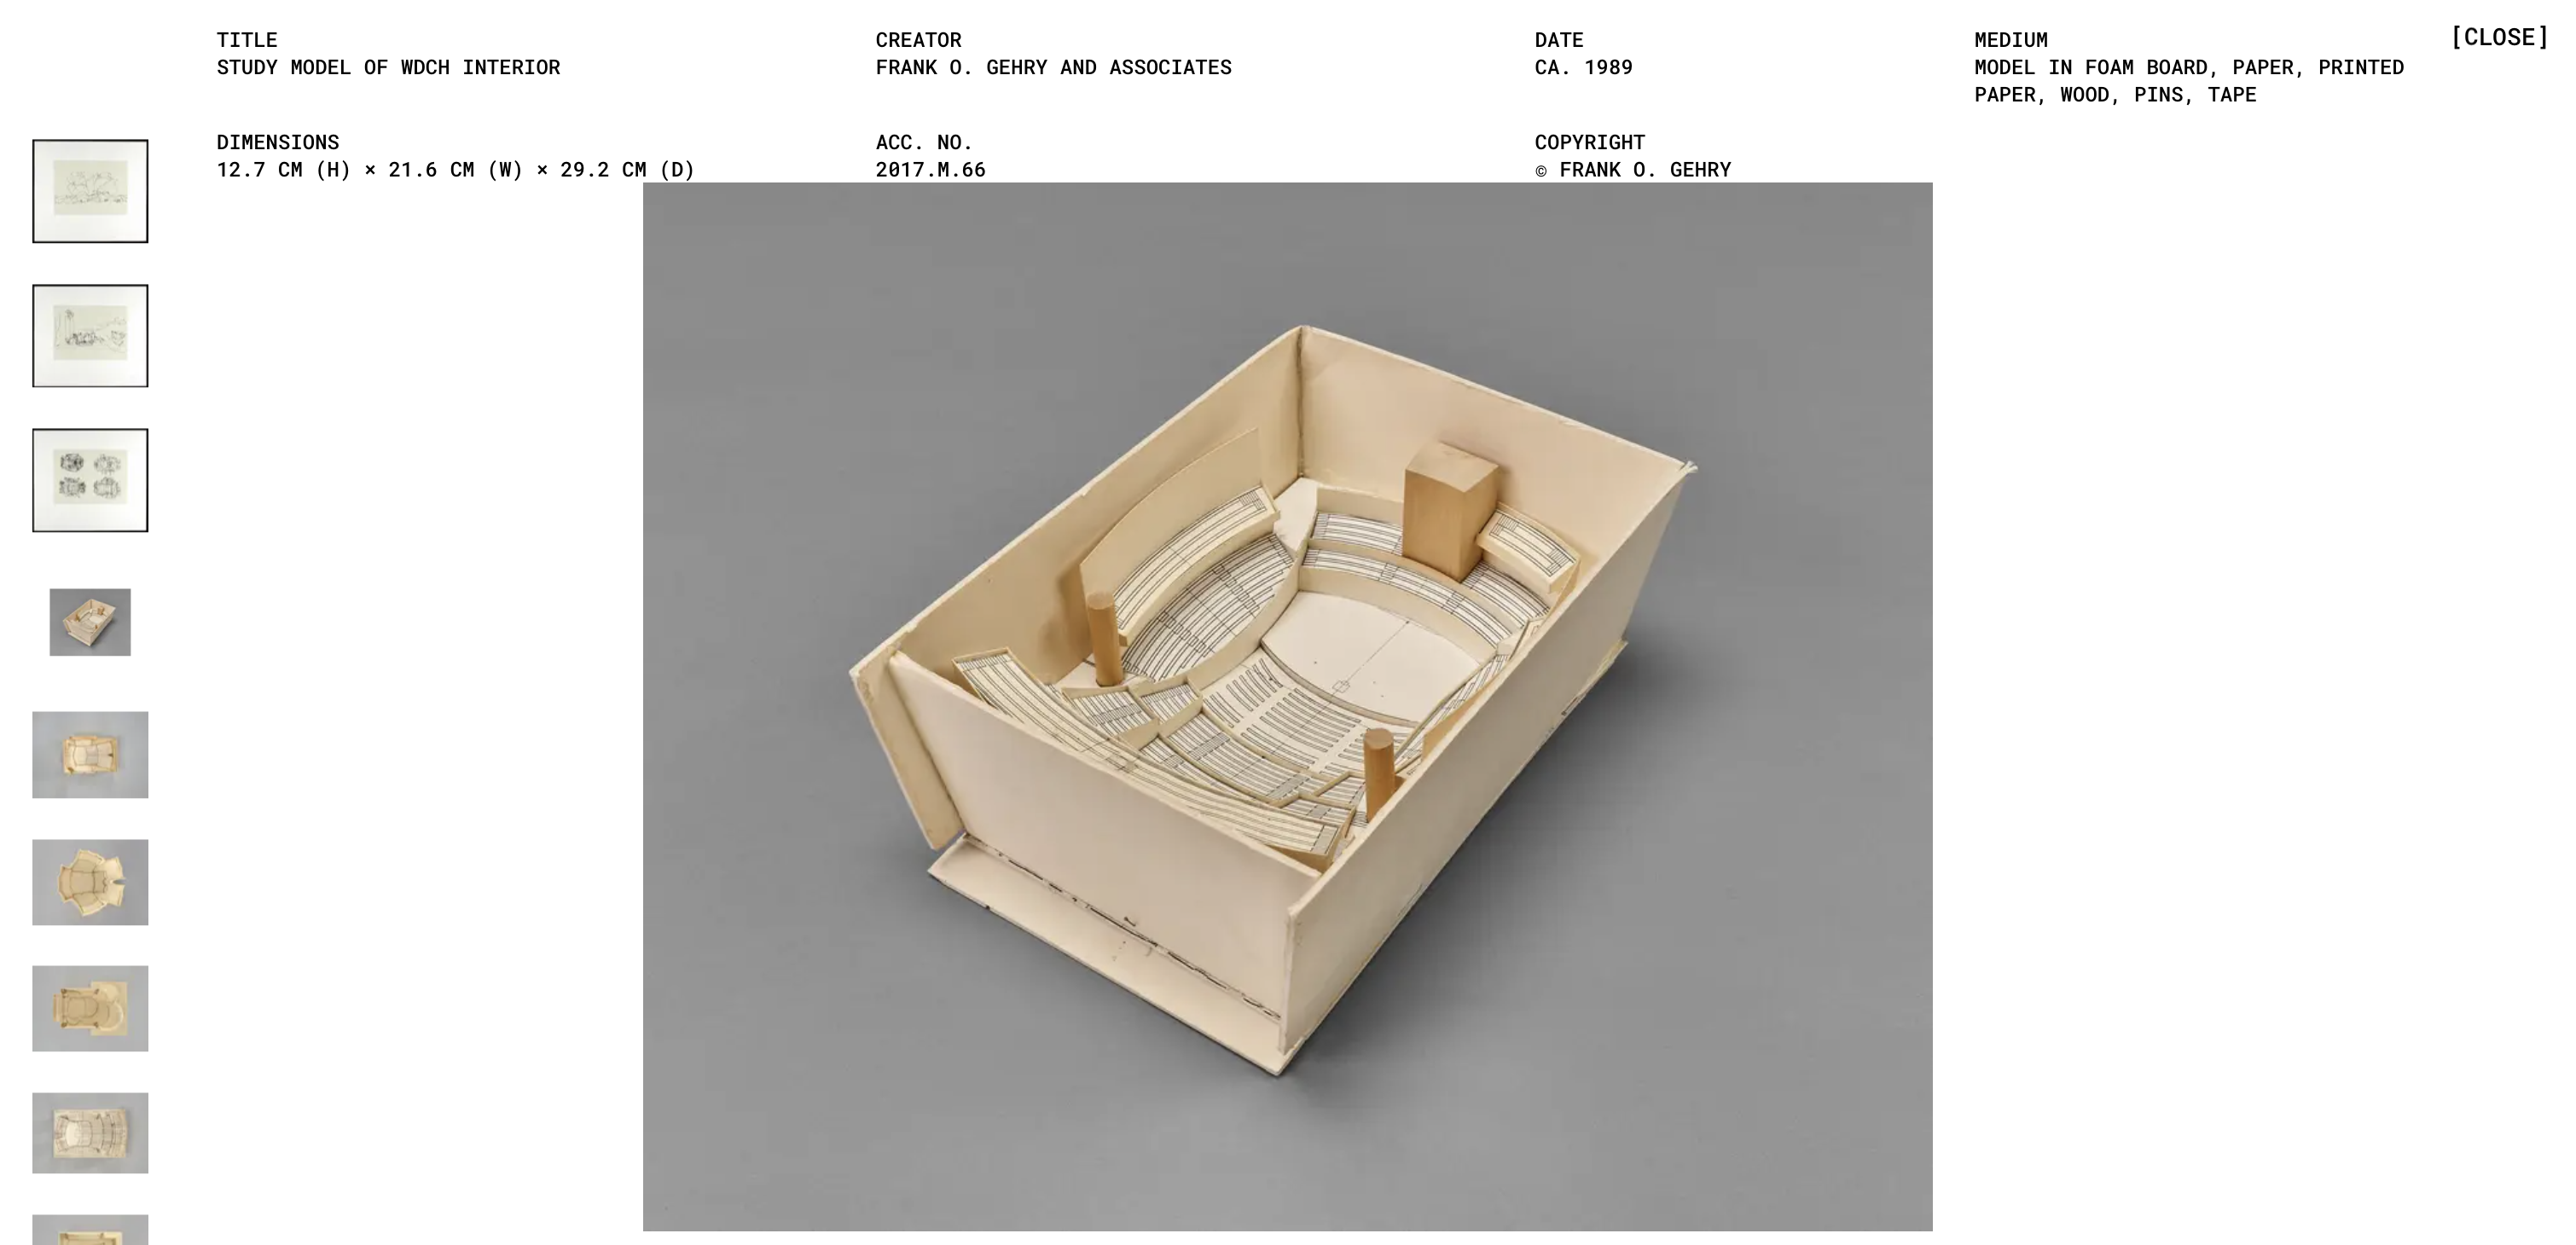 [CLOSE]
TITLE
STUDY MODEL OF WDCH INTERIOR
CREATOR
FRANK O. GEHRY AND ASSOCIATES
DATE
CA. 1989
MEDIUM
MODEL IN FOAM BOARD, PAPER, PRINTED
PAPER, WOOD, PINS, TAPE
DIMENSIONS
12.7 CM (H) × 21.6 CM (W) × 29.2 CM (D)
ACC. NO.
2017.M.66
COPYRIGHT
© FRANK O. GEHRY